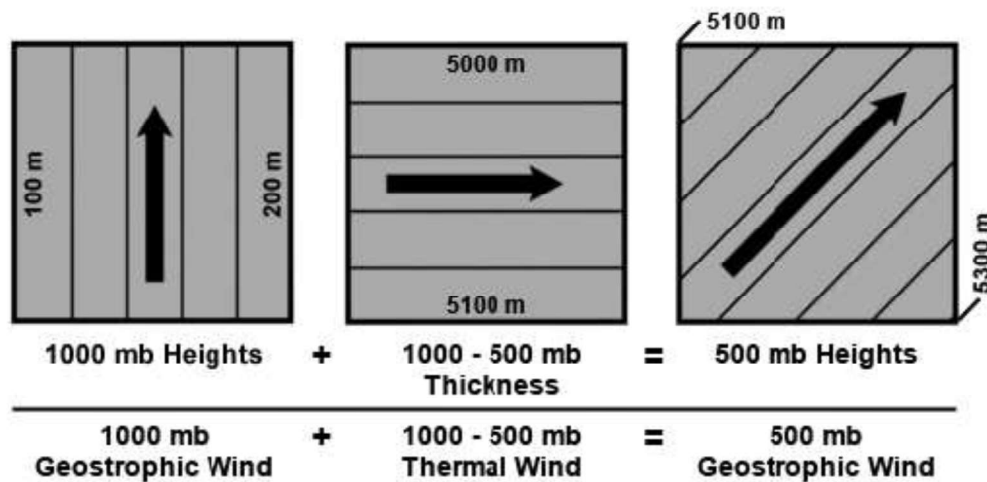 5100 m
100 m
200 m
5000 m
5100 m
5300 m
1000 mb Heights + 1000 - 500 mb = 500 mb Heights
Thickness
1000 mb + 1000 - 500 mb = 500 mb
Geostrophic Wind Thermal Wind Geostrophic Wind